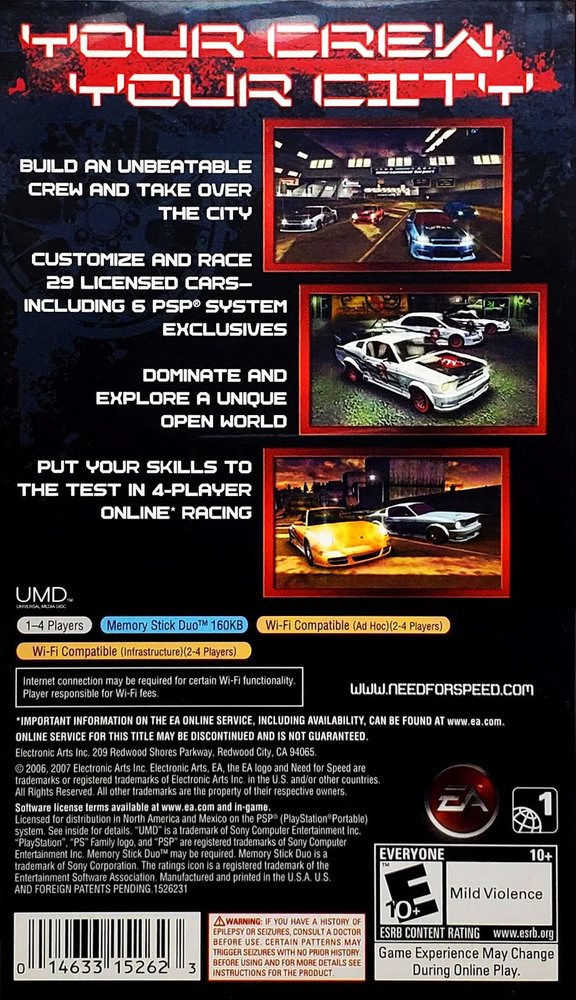 YOUR CREW,
YOUR CITY
BUILD AN UNBEATABLE
CREW AND TAKE OVER
THE CITY
CUSTOMIZE AND RACE
29 LICENSED CARS—
INCLUDING 6 PSP® SYSTEM
EXCLUSIVES
DOMINATE AND
EXPLORE A UNIQUE
OPEN WORLD
PUT YOUR SKILLS TO
THE TEST IN 4-PLAYER
ONLINE* RACING
UMD™
UNIVERSAL MEDIA DISC
1–4 Players
Memory Stick Duo™ 160KB
Wi-Fi Compatible (Ad Hoc)(2-4 Players)
Wi-Fi Compatible (Infrastructure)(2-4 Players)
Internet connection may be required for certain Wi-Fi functionality.
Player responsible for Wi-Fi fees.
WWW.NEEDFORSPEED.COM
*IMPORTANT INFORMATION ON THE EA ONLINE SERVICE, INCLUDING AVAILABILITY, CAN BE FOUND AT www.ea.com.
ONLINE SERVICE FOR THIS TITLE MAY BE DISCONTINUED AND IS NOT GUARANTEED.
Electronic Arts Inc. 209 Redwood Shores Parkway, Redwood City, CA 94065.
© 2006, 2007 Electronic Arts Inc. Electronic Arts, EA, the EA logo and Need for Speed are
trademarks or registered trademarks of Electronic Arts Inc. in the U.S. and/or other countries.
All Rights Reserved. All other trademarks are the property of their respective owners.
Software license terms available at www.ea.com and in-game.
Licensed for distribution in North America and Mexico on the PSP® (PlayStation®Portable)
system. See inside for details. "UMD" is a trademark of Sony Computer Entertainment Inc.
"PlayStation", "PS" Family logo, and "PSP" are registered trademarks of Sony Computer
Entertainment Inc. Memory Stick Duo™ may be required. Memory Stick Duo is a
trademark of Sony Corporation. The ratings icon is a registered trademark of the
Entertainment Software Association. Manufactured and printed in the U.S.A. U.S.
AND FOREIGN PATENTS PENDING.1526231
EA
1
EVERYONE 10+
E
10+
Mild Violence
ESRB CONTENT RATING www.esrb.org
Game Experience May Change
During Online Play.
0 14633 15262 3
WARNING: IF YOU HAVE A HISTORY OF
EPILEPSY OR SEIZURES, CONSULT A DOCTOR
BEFORE USE. CERTAIN PATTERNS MAY
TRIGGER SEIZURES WITH NO PRIOR HISTORY.
BEFORE USING AND FOR MORE DETAILS SEE
INSTRUCTIONS FOR THE PRODUCT.